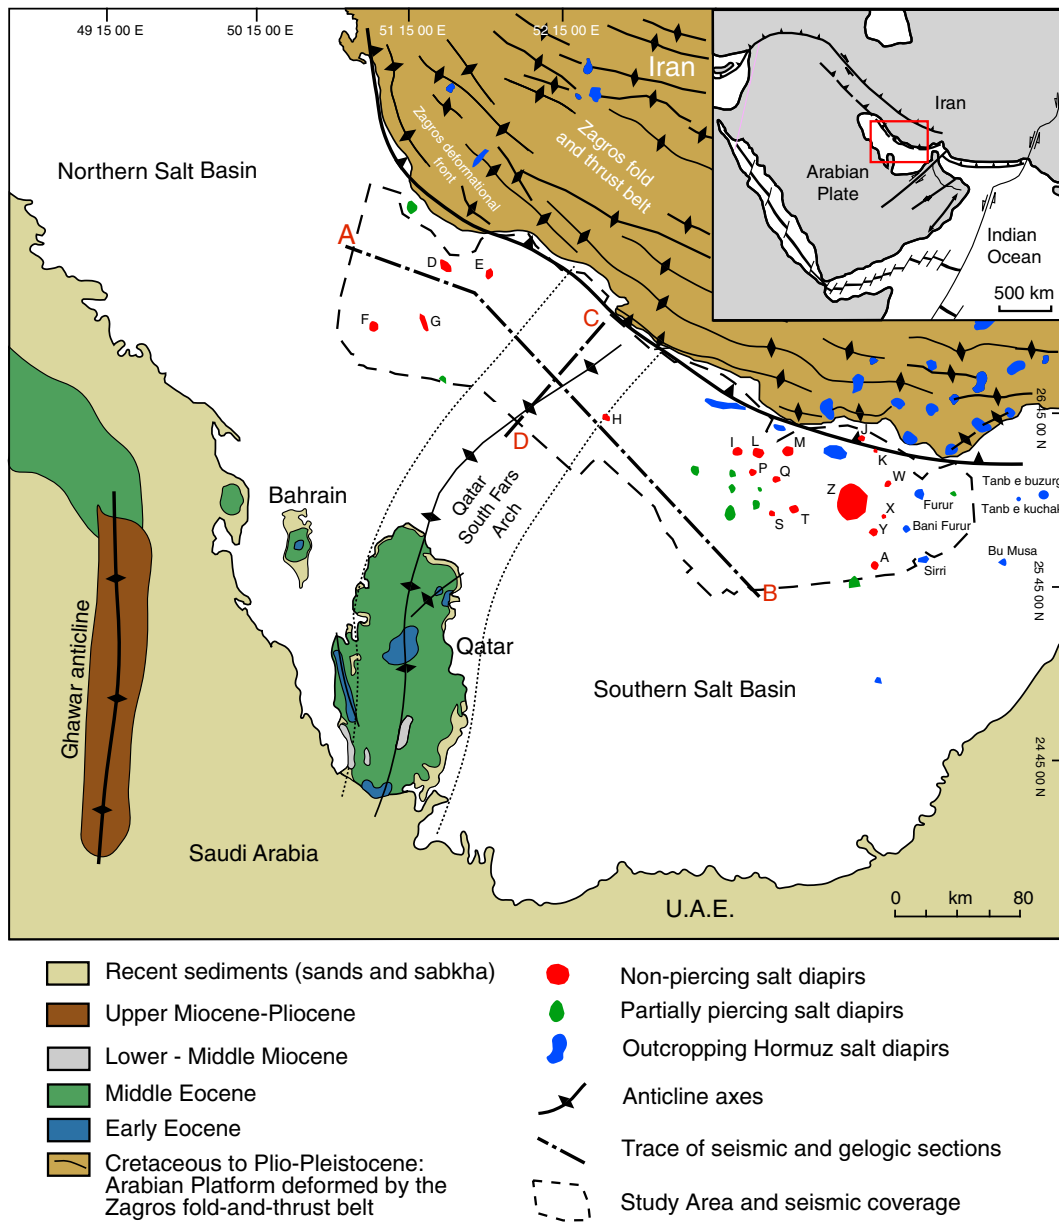 49 15 00 E
50 15 00 E
51 15 00 E
52 15 00 E
Iran
Zagros fold
and thrust belt
Zagros deformational
front
Northern Salt Basin
Iran
Arabian
Plate
Indian
Ocean
500 km
A
D
E
F
G
C
D
H
B
I
L
M
J
K
P
Q
Z
W
S
T
X
Y
A
Furur
Bani Furur
Sirri
Tanb e buzurg
Tanb e kuchak
Bu Musa
26 45 00 N
25 45 00 N
24 45 00 N
Bahrain
Qatar
South Fars
Arch
Qatar
Ghawar anticline
Southern Salt Basin
Saudi Arabia
U.A.E.
0 km 80
Recent sediments (sands and sabkha)
Upper Miocene-Pliocene
Lower - Middle Miocene
Middle Eocene
Early Eocene
Cretaceous to Plio-Pleistocene:
Arabian Platform deformed by the
Zagros fold-and-thrust belt
Non-piercing salt diapirs
Partially piercing salt diapirs
Outcropping Hormuz salt diapirs
Anticline axes
Trace of seismic and gelogic sections
Study Area and seismic coverage